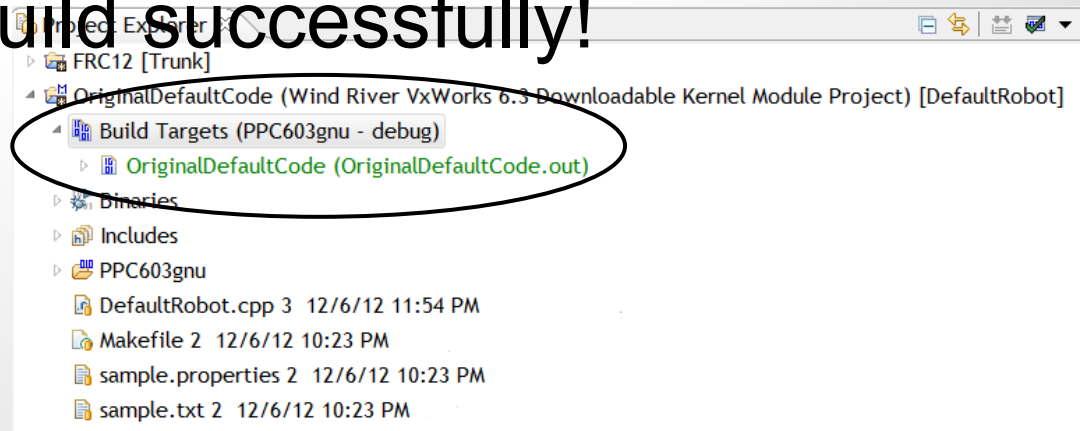 uild successfully!
Project Explorer
FRC12 [Trunk]
OriginalDefaultCode (Wind River VxWorks 6.3 Downloadable Kernel Module Project) [DefaultRobot]
Build Targets (PPC603gnu - debug)
OriginalDefaultCode (OriginalDefaultCode.out)
Binaries
Includes
PPC603gnu
DefaultRobot.cpp 3 12/6/12 11:54 PM
Makefile 2 12/6/12 10:23 PM
sample.properties 2 12/6/12 10:23 PM
sample.txt 2 12/6/12 10:23 PM